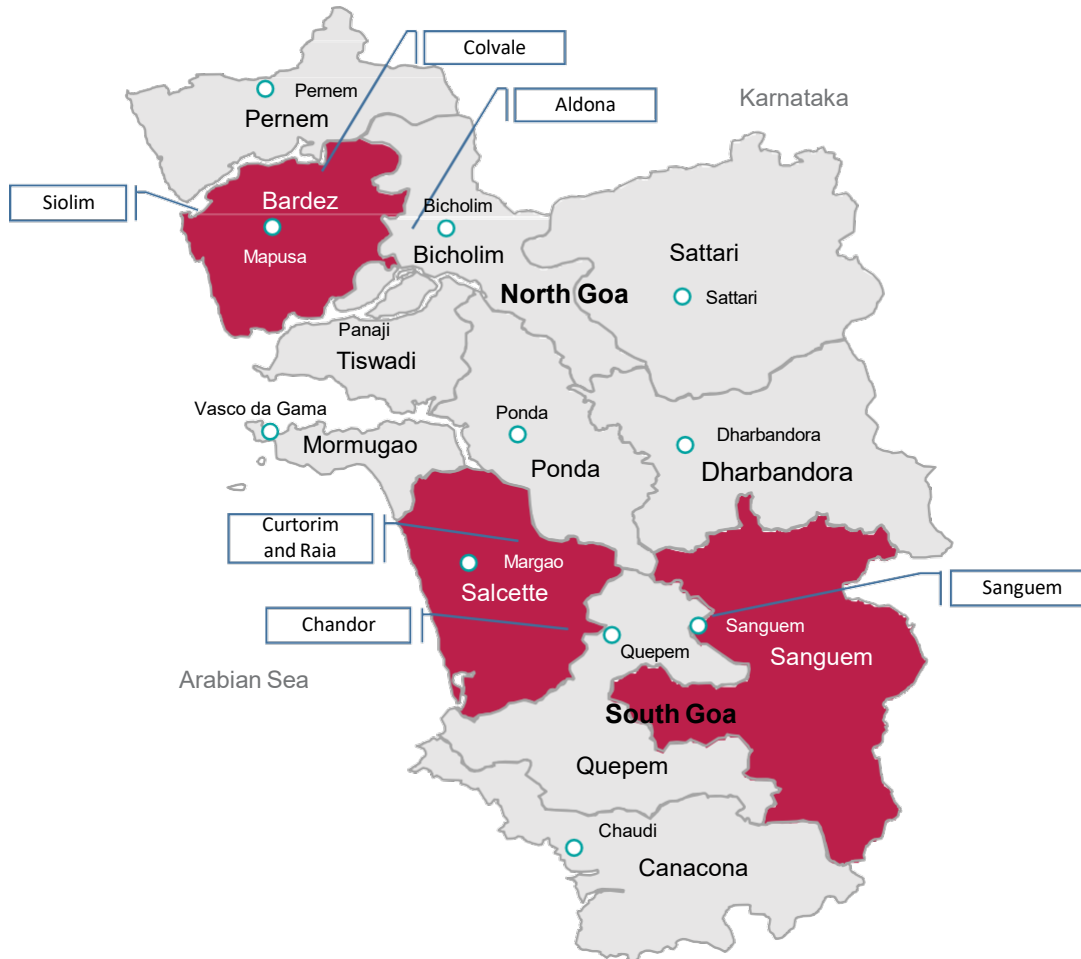 Colvale
Pernem
Pernem
Aldona
Karnataka
Siolim
Bardez
Mapusa
Bicholim
Bicholim
Sattari
Sattari
North Goa
Panaji
Tiswadi
Vasco da Gama
Mormugao
Ponda
Ponda
Dharbandora
Dharbandora
Curtorim
and Raia
Margao
Salcette
Chandor
Sanguem
Sanguem
Sanguem
Quepem
Arabian Sea
South Goa
Quepem
Chaudi
Canacona